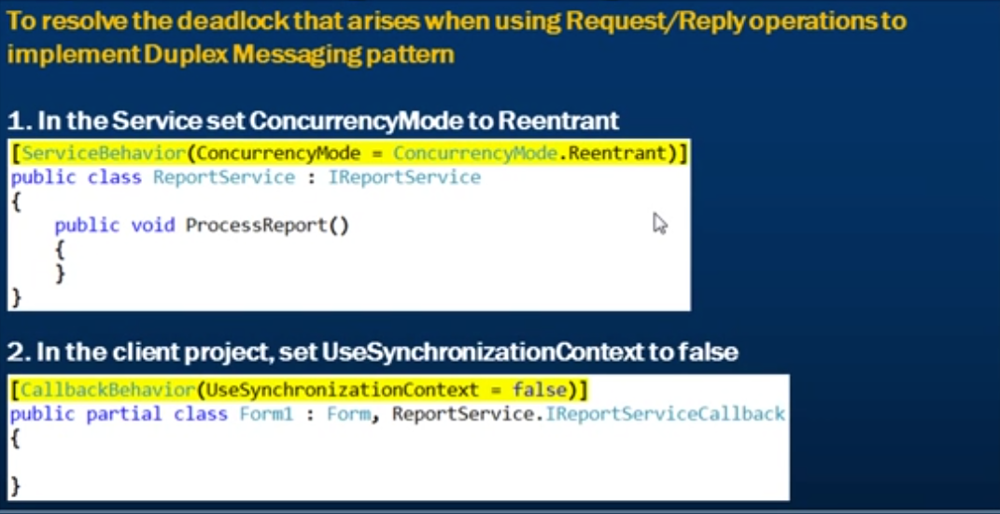 To resolve the deadlock that arises when using Request/Reply operations to
implement Duplex Messaging pattern
1. In the Service set ConcurrencyMode to Reentrant
[ServiceBehavior(ConcurrencyMode = ConcurrencyMode.Reentrant)]
public class ReportService : IReportService
{
    public void ProcessReport()
    {
    }
}
2. In the client project, set UseSynchronizationContext to false
[CallbackBehavior(UseSynchronizationContext = false)]
public partial class Form1 : Form, ReportService.IReportServiceCallback
{
}